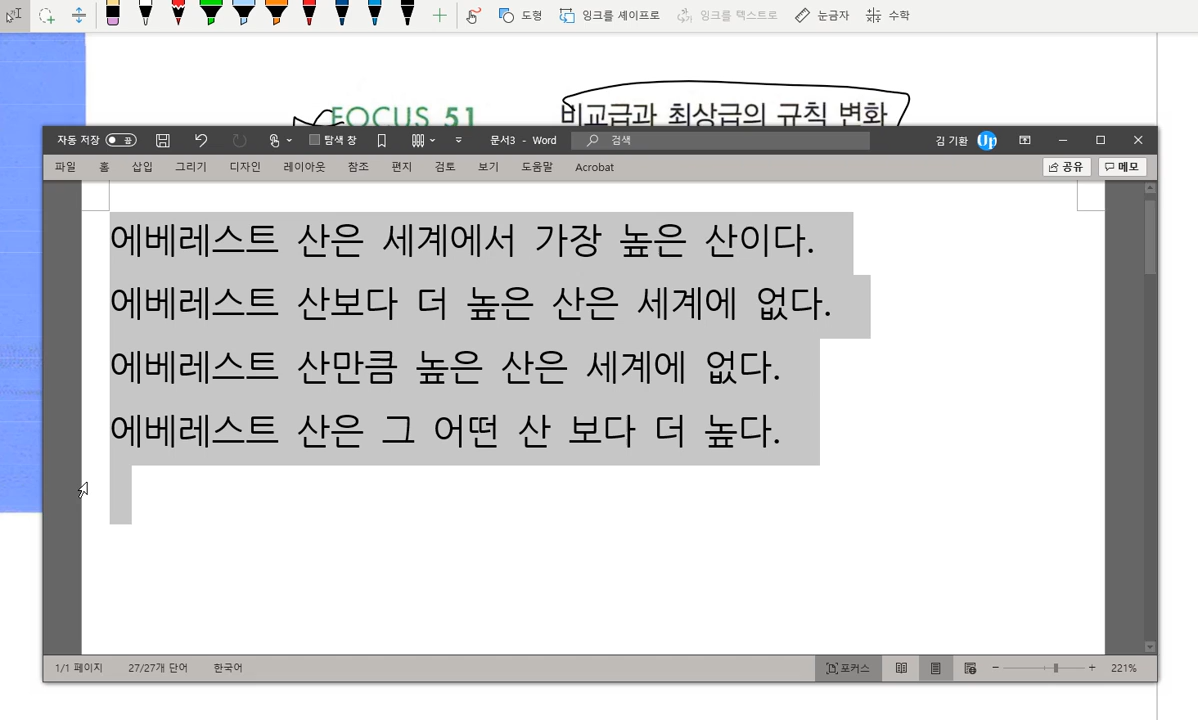 도형 잉크를 셰이프로 잉크를 텍스트로 눈금자 수학
FOCUS 51 비교급과 최상급의 규칙 변화
자동 저장 끔 탐색 창 문서3 - Word 검색 김 기환 Up
파일 홈 삽입 그리기 디자인 레이아웃 참조 편지 검토 보기 도움말 Acrobat 공유 메모
에베레스트 산은 세계에서 가장 높은 산이다.
에베레스트 산보다 더 높은 산은 세계에 없다.
에베레스트 산만큼 높은 산은 세계에 없다.
에베레스트 산은 그 어떤 산 보다 더 높다.
1/1 페이지 27/27개 단어 한국어 포커스 221%